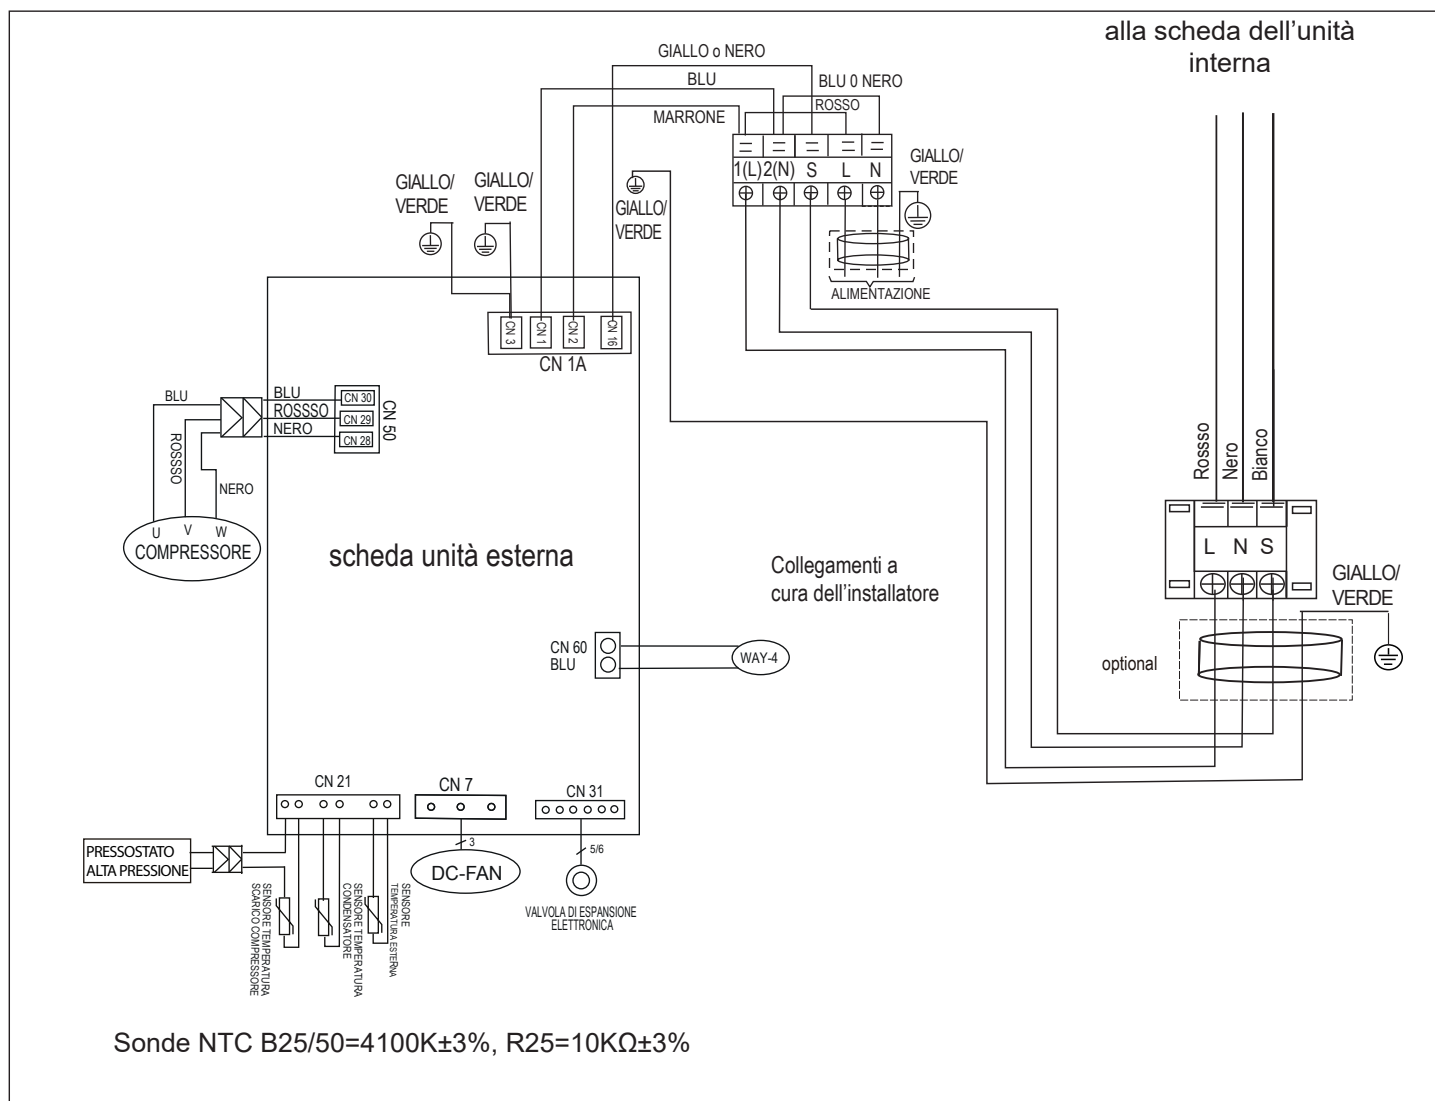 alla scheda dell'unità
interna
GIALLO o NERO
BLU
BLU 0 NERO
MARRONE
ROSSO
1(L) 2(N) S L N
GIALLO/
VERDE
GIALLO/
VERDE
GIALLO/
VERDE
GIALLO/
VERDE
ALIMENTAZIONE
CN 3
CN 1
CN 2
CN 16
CN 1A
BLU
BLU
ROSSSO
NERO
CN 30
CN 29
CN 28
CN 50
ROSSSO
NERO
U V W
COMPRESSORE
scheda unità esterna
Collegamenti a
cura dell'installatore
CN 60
BLU
WAY-4
Rossso
Nero
Bianco
L N S
GIALLO/
VERDE
optional
CN 21
CN 7
CN 31
PRESSOSTATO
ALTA PRESSIONE
3
DC-FAN
5/6
VALVOLA DI ESPANSIONE
ELETTRONICA
SENSORE TEMPERATURA
SCARICO COMPRESSORE
SENSORE TEMPERATURA
CONDENSATORE
SENSORE
TEMPERATURA ESTERNA
Sonde NTC B25/50=4100K±3%, R25=10KΩ±3%